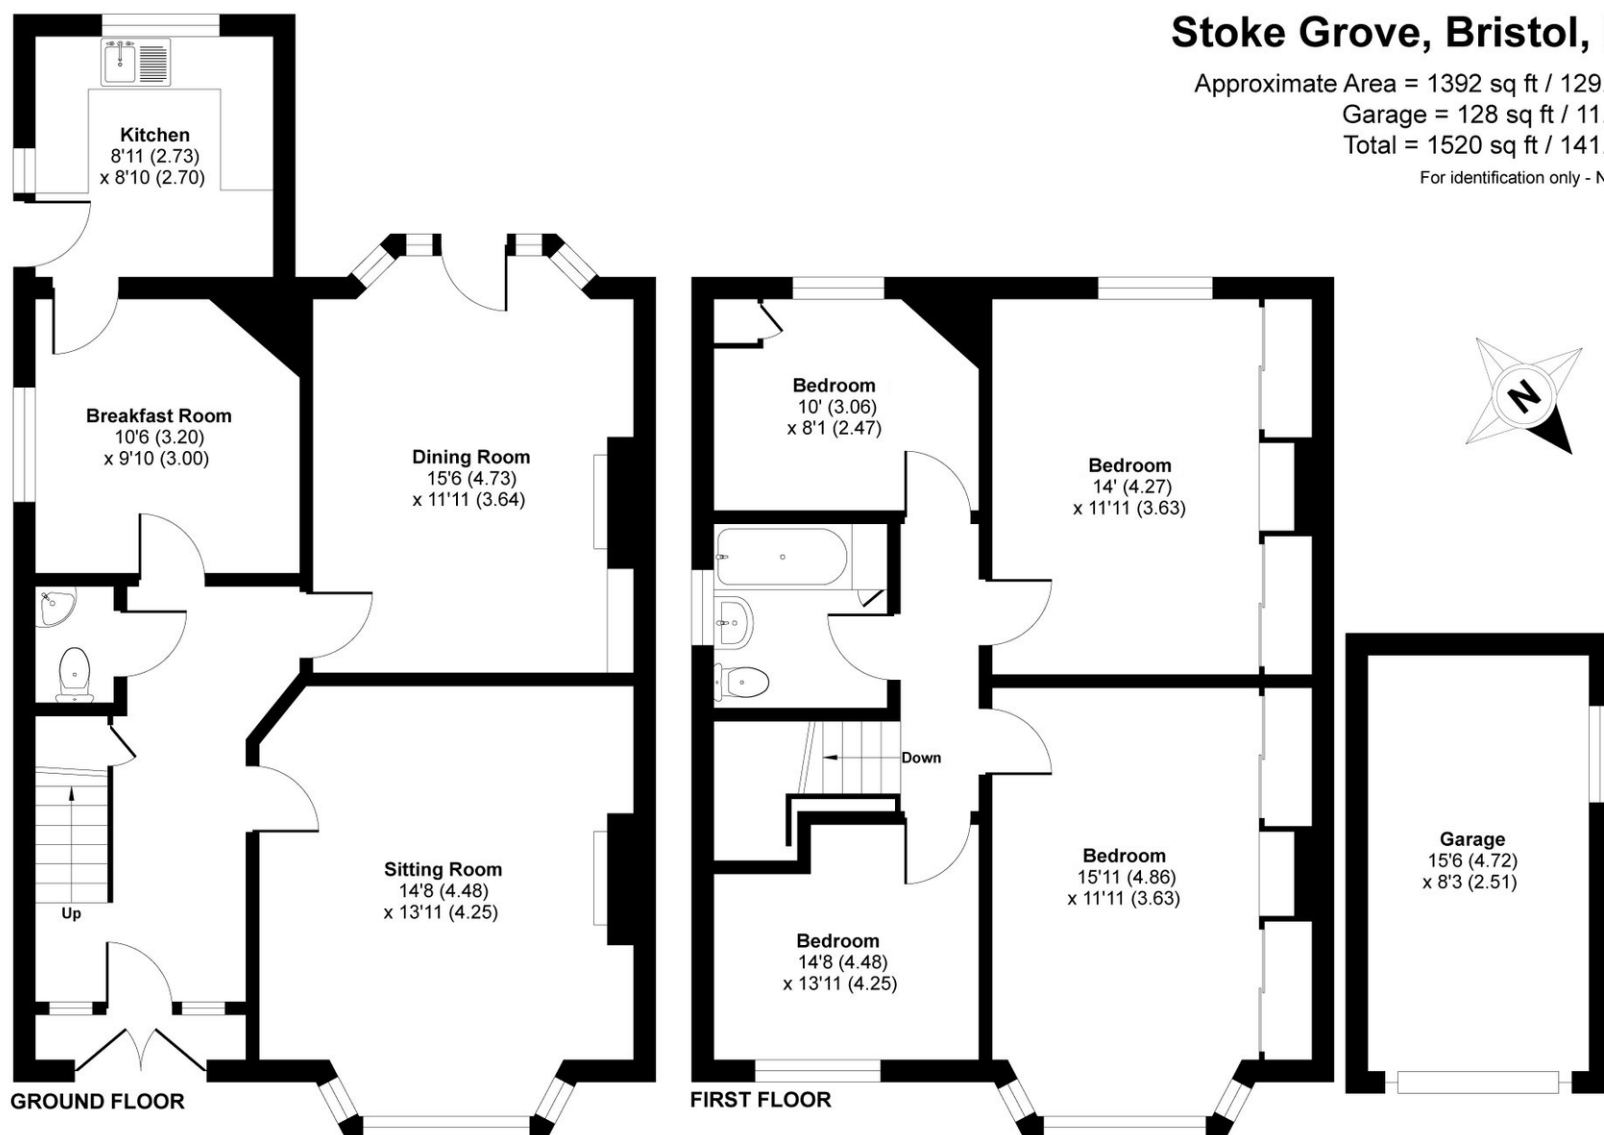 Stoke Grove, Bristol,
Approximate Area = 1392 sq ft / 129.
Garage = 128 sq ft / 11.
Total = 1520 sq ft / 141.
For identification only - N
Kitchen
8'11 (2.73)
x 8'10 (2.70)
Breakfast Room
10'6 (3.20)
x 9'10 (3.00)
Dining Room
15'6 (4.73)
x 11'11 (3.64)
Sitting Room
14'8 (4.48)
x 13'11 (4.25)
Up
GROUND FLOOR
Bedroom
10' (3.06)
x 8'1 (2.47)
Bedroom
14' (4.27)
x 11'11 (3.63)
Down
Bedroom
15'11 (4.86)
x 11'11 (3.63)
Bedroom
14'8 (4.48)
x 13'11 (4.25)
FIRST FLOOR
N
Garage
15'6 (4.72)
x 8'3 (2.51)